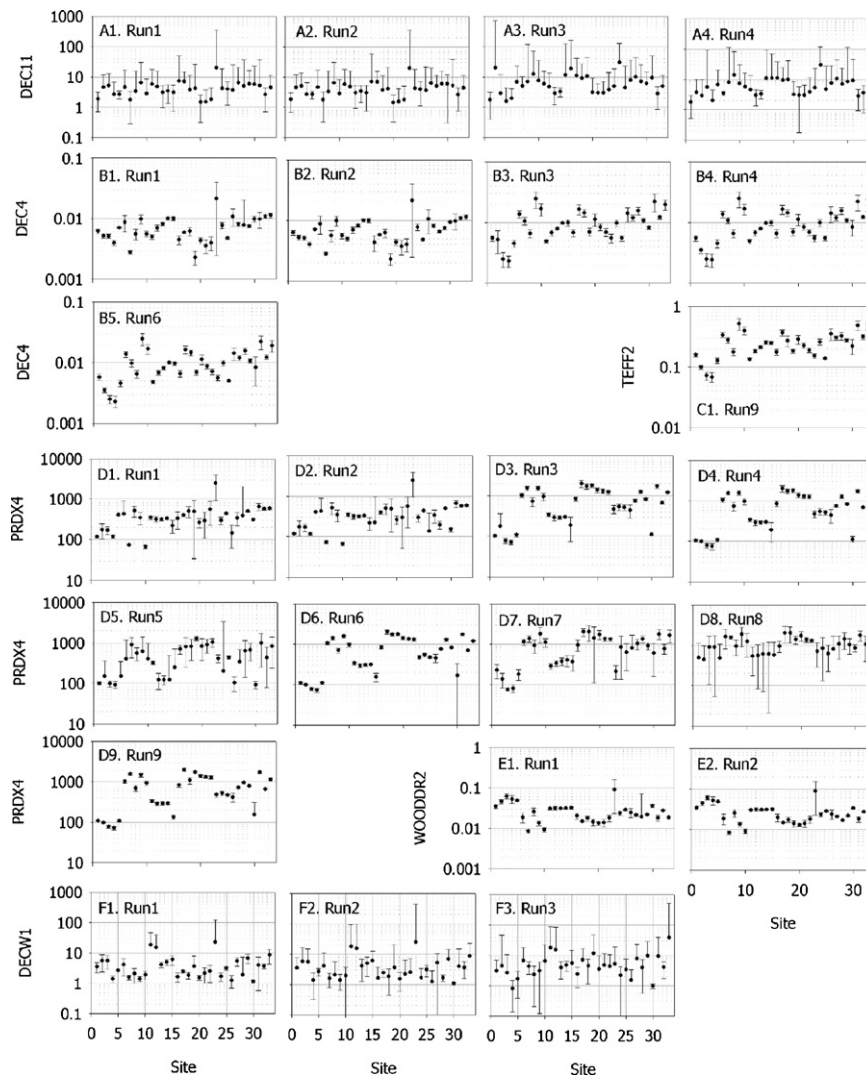 A1. Run1
A2. Run2
A3. Run3
A4. Run4
DEC11
1000
100
10
1
0.1
B1. Run1
B2. Run2
B3. Run3
B4. Run4
DEC4
0.1
0.01
0.001
B5. Run6
DEC4
0.1
0.01
0.001
TEFF2
1
0.1
0.01
C1. Run9
D1. Run1
D2. Run2
D3. Run3
D4. Run4
PRDX4
10000
1000
100
10
D5. Run5
D6. Run6
D7. Run7
D8. Run8
PRDX4
10000
1000
100
10
D9. Run9
PRDX4
10000
1000
100
10
E1. Run1
E2. Run2
WOODDR2
1
0.1
0.01
0.001
0 10 20 30
Site
F1. Run1
F2. Run2
F3. Run3
DECW1
1000
100
10
1
0.1
0 5 10 15 20 25 30
0 5 10 15 20 25 30
0 5 10 15 20 25 30
Site
Site
Site